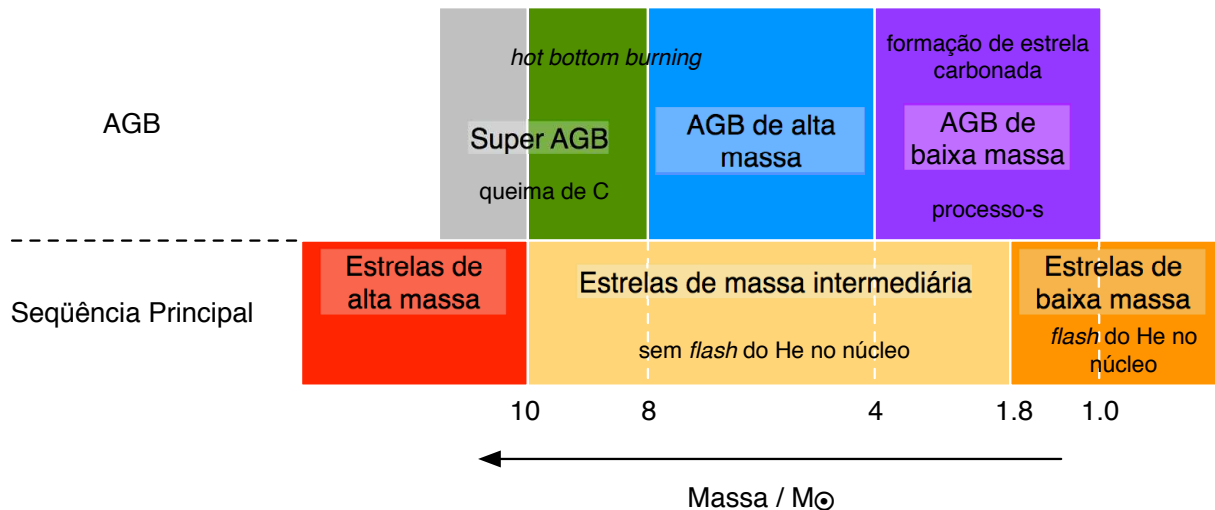 formação de estrela
carbonada
hot bottom burning
AGB
Super AGB
AGB de alta
massa
AGB de
baixa massa
queima de C
processo-s
Seqüência Principal
Estrelas de
alta massa
Estrelas de massa intermediária
Estrelas de
baixa massa
sem flash do He no núcleo
flash do He no
núcleo
10
8
4
1.8
1.0
Massa / M⊙